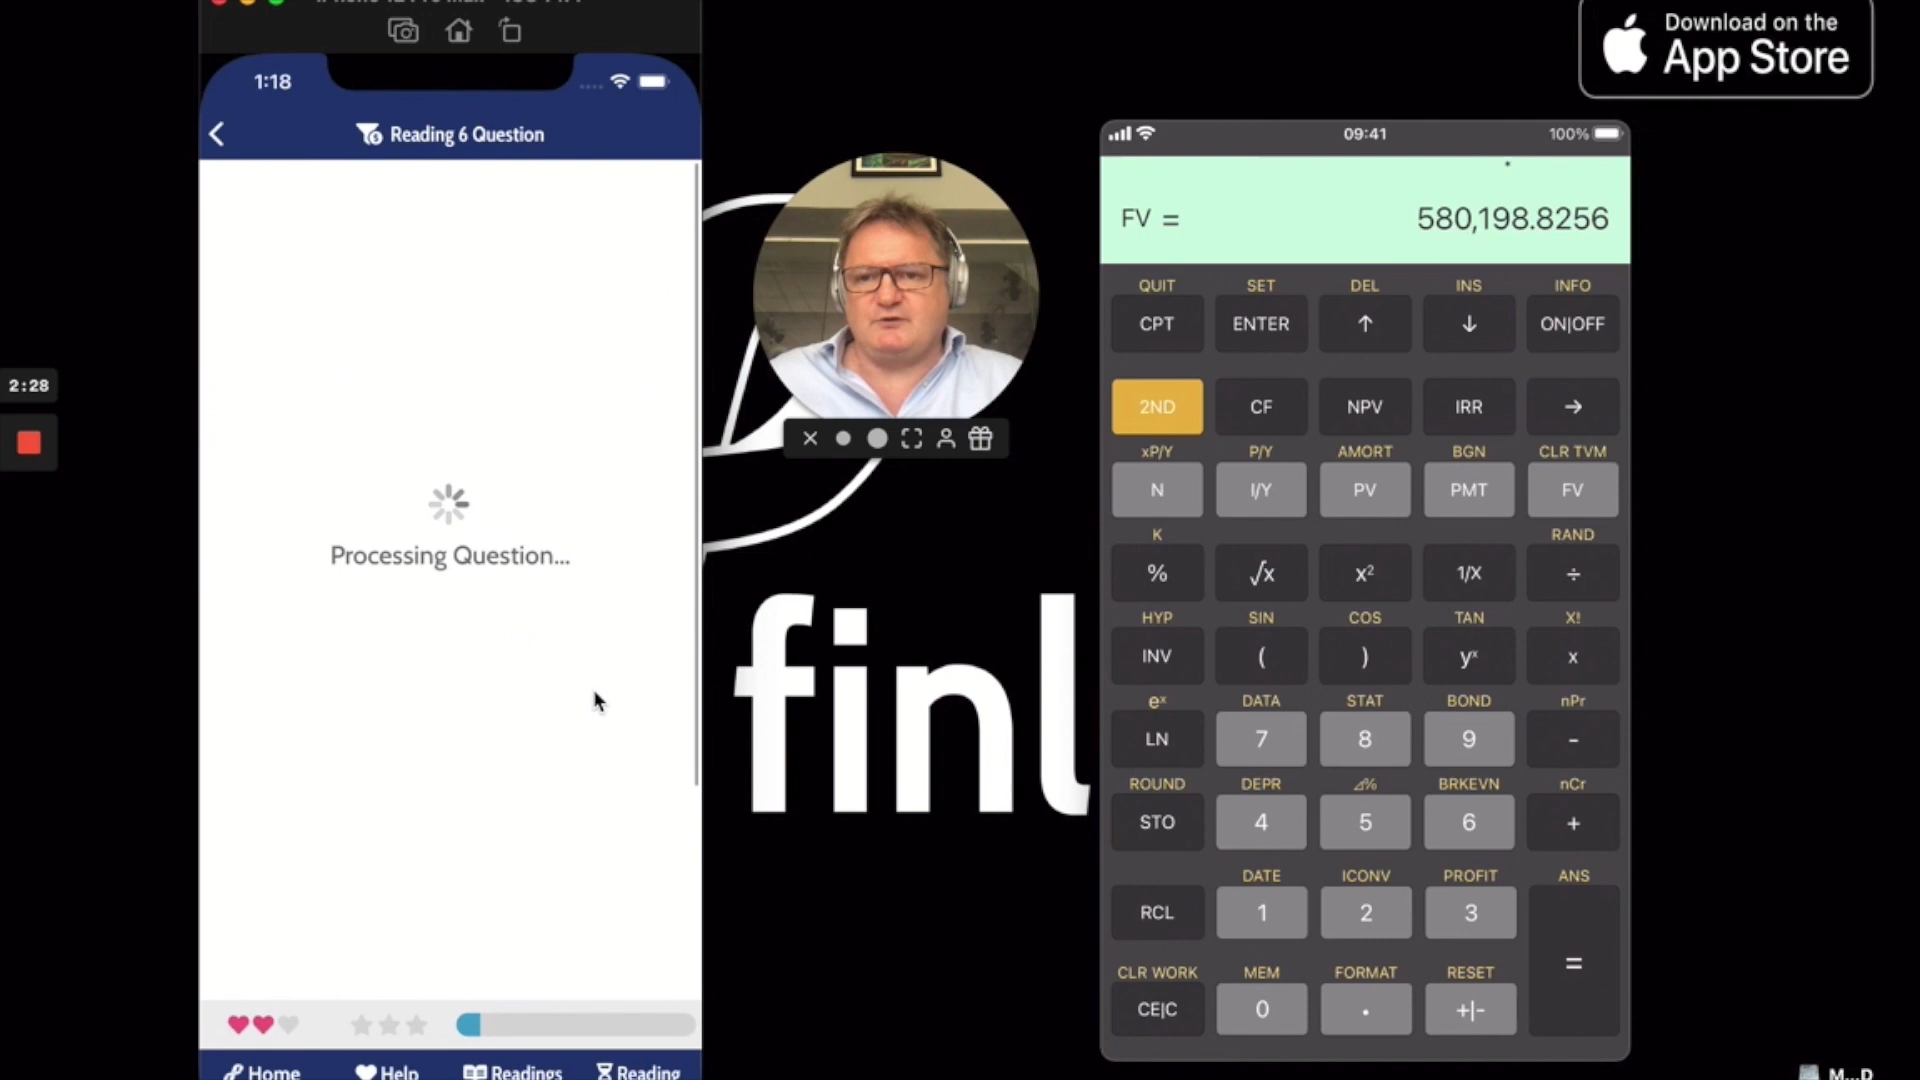 Download on the
App Store
1:18
Reading 6 Question
09:41
100%
FV =
580,198.8256
QUIT SET DEL INS INFO
CPT ENTER ↑ ↓ ON|OFF
2:28
2ND CF NPV IRR →
xP/Y P/Y AMORT BGN CLR TVM
N I/Y PV PMT FV
K RAND
% √x x² 1/X ÷
Processing Question...
HYP SIN COS TAN X!
INV ( ) yˣ x
finl
eˣ DATA STAT BOND nPr
LN 7 8 9 -
ROUND DEPR ⊿% BRKEVN nCr
STO 4 5 6 +
DATE ICONV PROFIT ANS
RCL 1 2 3
=
CLR WORK MEM FORMAT RESET
CE|C 0 . +|-
Home Help Readings Reading
M...D